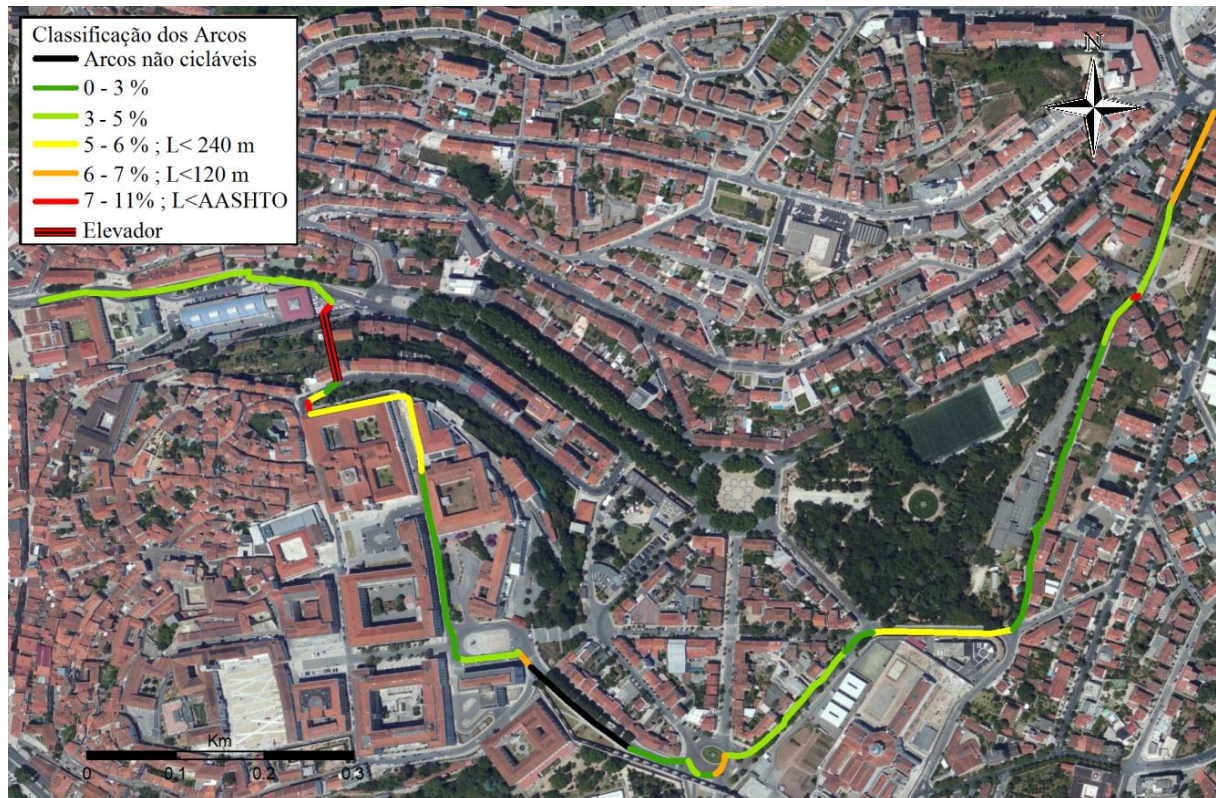 Classificação dos Arcos
Arcos não cicláveis
0 - 3 %
3 - 5 %
5 - 6 % ; L< 240 m
6 - 7 % ; L<120 m
7 - 11% ; L<AASHTO
Elevador
N
Km
0 0.1 0.2 0.3